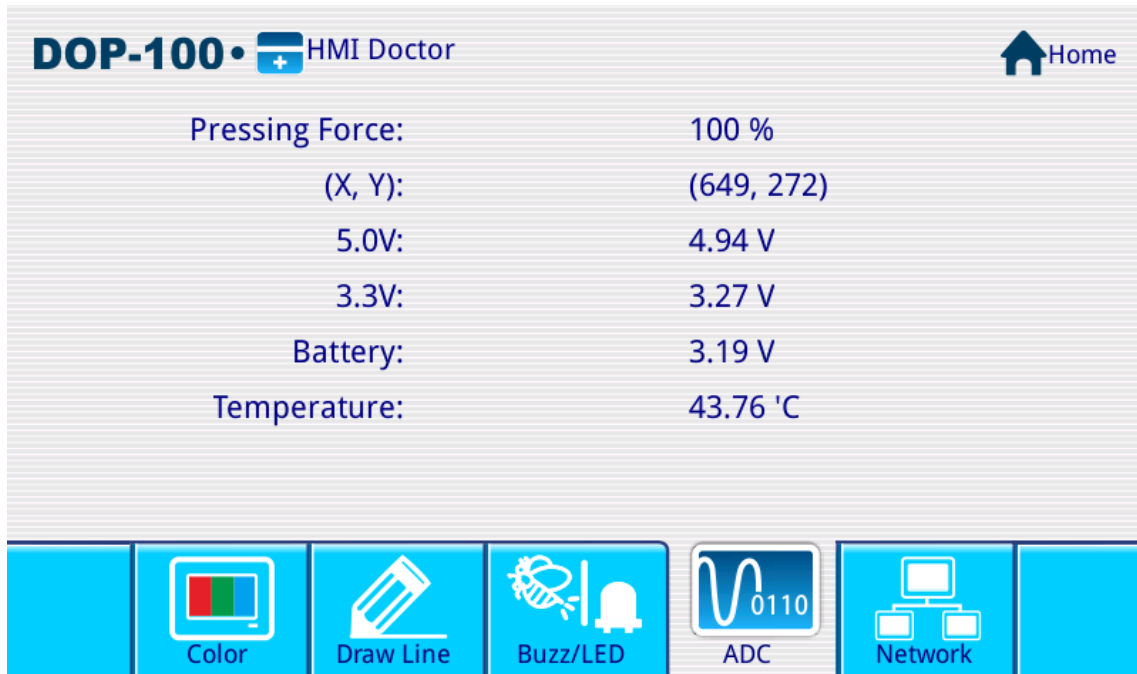 DOP-100• HMI Doctor Home
Pressing Force: 100 %
(X, Y): (649, 272)
5.0V: 4.94 V
3.3V: 3.27 V
Battery: 3.19 V
Temperature: 43.76 'C
0110
Color Draw Line Buzz/LED ADC Network